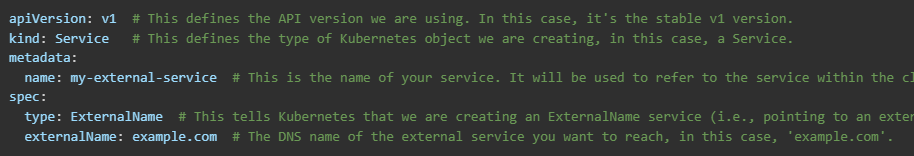 apiVersion: v1  # This defines the API version we are using. In this case, it's the stable v1 version.
kind: Service   # This defines the type of Kubernetes object we are creating, in this case, a Service.
metadata:
  name: my-external-service  # This is the name of your service. It will be used to refer to the service within the
spec:
  type: ExternalName  # This tells Kubernetes that we are creating an ExternalName service (i.e., pointing to an
  externalName: example.com  # The DNS name of the external service you want to reach, in this case, 'example.com'.